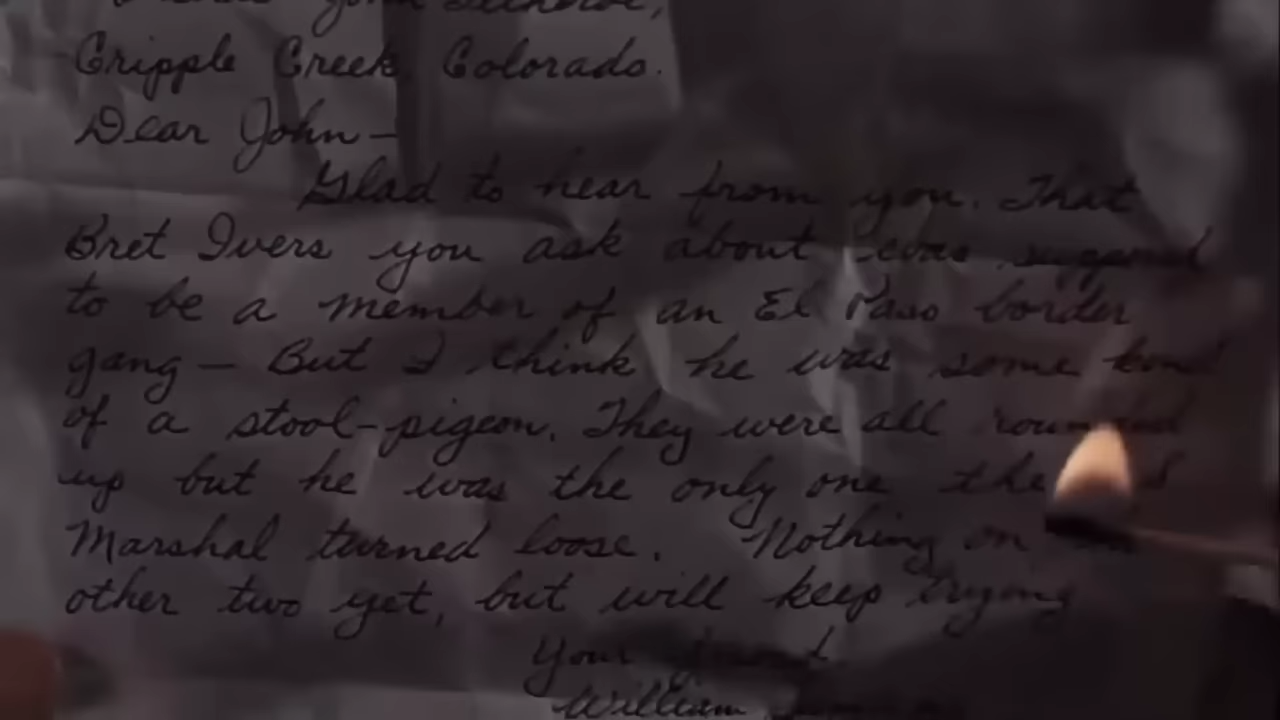 John
Cripple Creek, Colorado.
Dear John—
Glad to hear from you. That
Bret Ivers you ask about was supposed
to be a member of an El Paso border
gang — But I think he was some kind
of a stool-pigeon. They were all rounded
up but he was the only one the
Marshal turned loose. Nothing on
other two yet, but will keep trying
Your friend
William